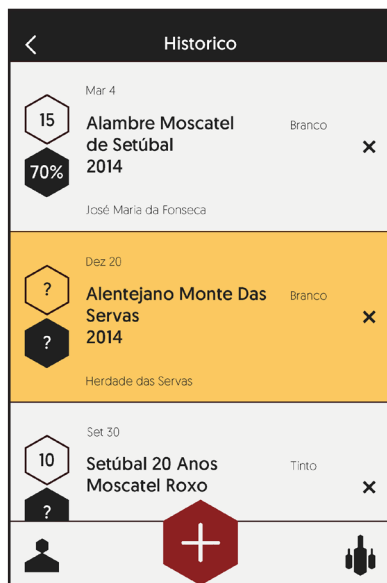 Historico
Mar 4
15
Alambre Moscatel
Branco
de Setúbal
70%
2014
José Maria da Fonseca
Dez 20
?
Alentejano Monte Das
Branco
Servas
?
2014
Herdade das Servas
Set 30
10
Setúbal 20 Anos
Tinto
Moscatel Roxo
?